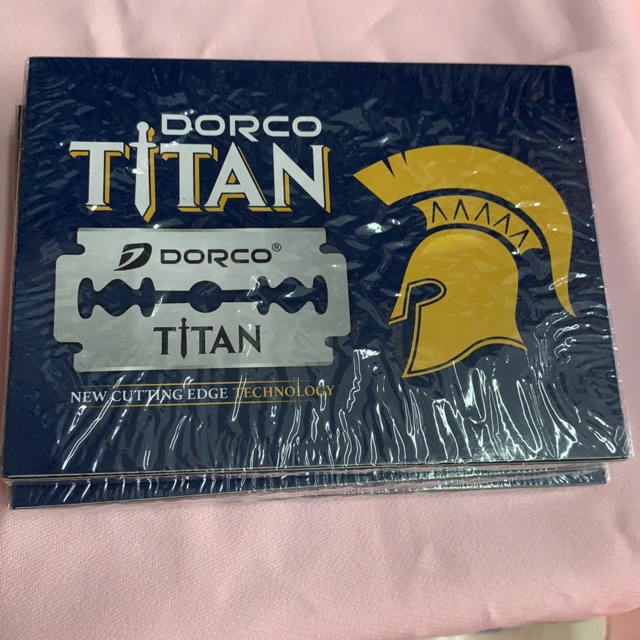 DORCO
TITAN
DORCO®
TITAN
NEW CUTTING EDGE TECHNOLOGY